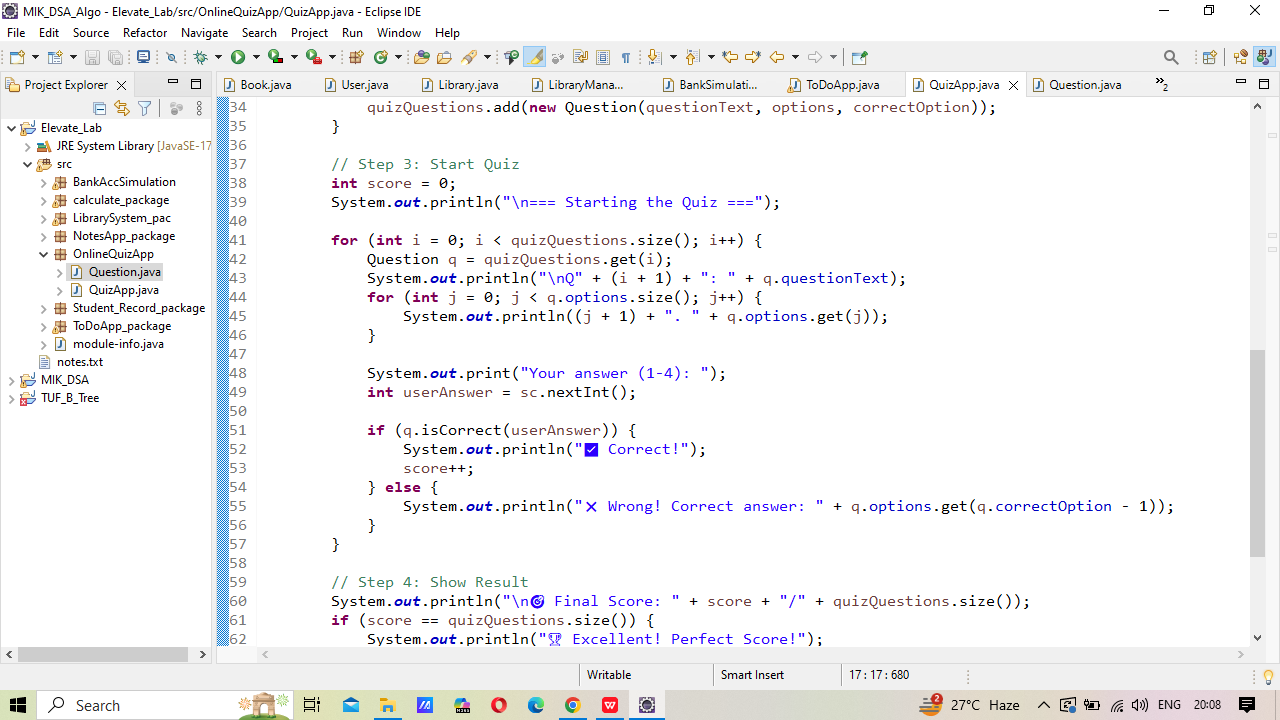 MIK_DSA_Algo - Elevate_Lab/src/OnlineQuizApp/QuizApp.java - Eclipse IDE
File Edit Source Refactor Navigate Search Project Run Window Help
Project Explorer
Book.java User.java Library.java LibraryMana... BankSimulati... ToDoApp.java QuizApp.java Question.java »2
Elevate_Lab
JRE System Library [JavaSE-17
src
BankAccSimulation
calculate_package
LibrarySystem_pac
NotesApp_package
OnlineQuizApp
Question.java
QuizApp.java
Student_Record_package
ToDoApp_package
module-info.java
notes.txt
MIK_DSA
TUF_B_Tree
34 quizQuestions.add(new Question(questionText, options, correctOption));
35 }
36
37 // Step 3: Start Quiz
38 int score = 0;
39 System.out.println("\n=== Starting the Quiz ===");
40
41 for (int i = 0; i < quizQuestions.size(); i++) {
42 Question q = quizQuestions.get(i);
43 System.out.println("\nQ" + (i + 1) + ": " + q.questionText);
44 for (int j = 0; j < q.options.size(); j++) {
45 System.out.println((j + 1) + ". " + q.options.get(j));
46 }
47
48 System.out.print("Your answer (1-4): ");
49 int userAnswer = sc.nextInt();
50
51 if (q.isCorrect(userAnswer)) {
52 System.out.println("✅ Correct!");
53 score++;
54 } else {
55 System.out.println("❌ Wrong! Correct answer: " + q.options.get(q.correctOption - 1));
56 }
57 }
58
59 // Step 4: Show Result
60 System.out.println("\n🎯 Final Score: " + score + "/" + quizQuestions.size());
61 if (score == quizQuestions.size()) {
62 System.out.println("🏆 Excellent! Perfect Score!");
Writable Smart Insert 17 : 17 : 680
Search 2 27°C Haze ENG 20:08